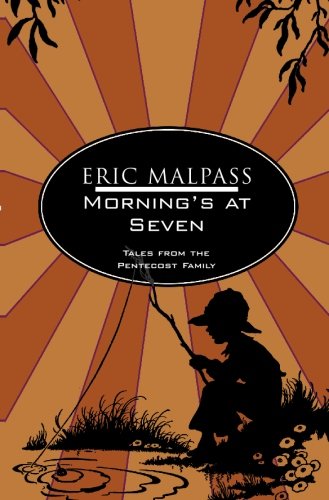 ERIC MALPASS
MORNING'S AT
SEVEN
TALES FROM THE
PENTECOST FAMILY